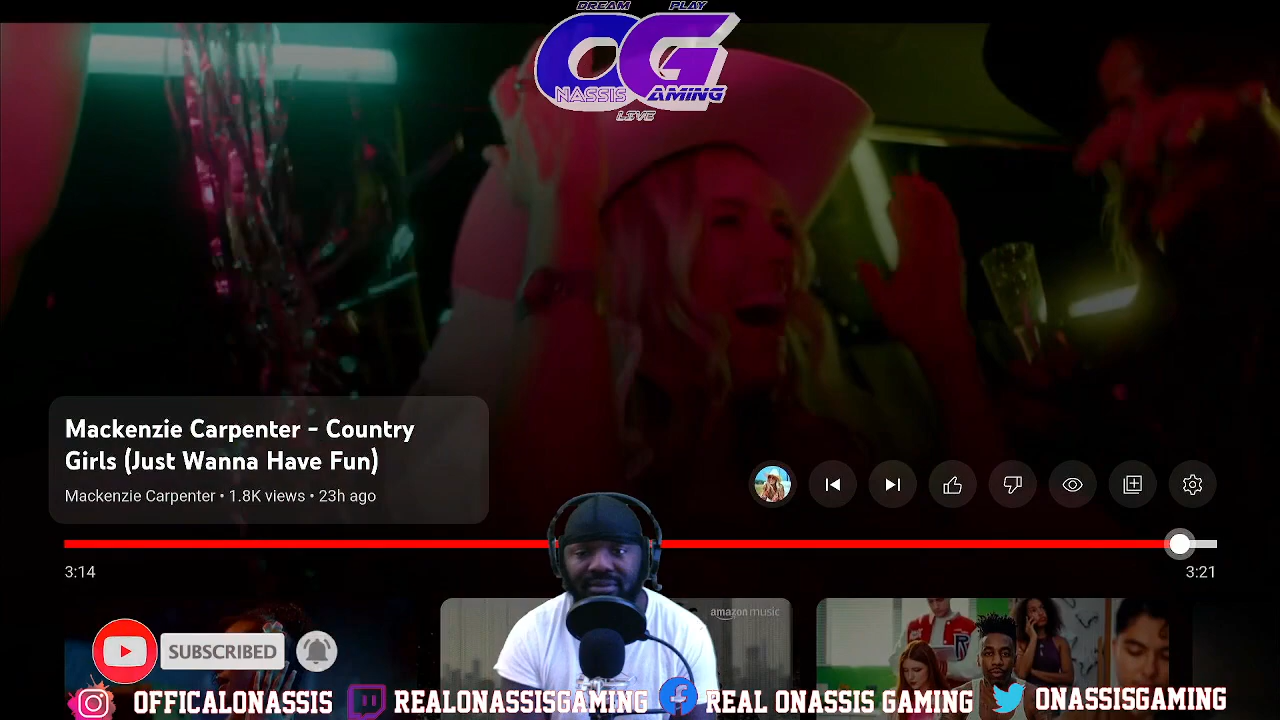 DREAM PLAY
OG
NASSIS AMING
LIVE
Mackenzie Carpenter - Country
Girls (Just Wanna Have Fun)
Mackenzie Carpenter • 1.8K views • 23h ago
3:14
3:21
amazon music
R
SUBSCRIBED
OFFICALONASSIS
REALONASSISGAMING
REAL ONASSIS GAMING
ONASSISGAMING